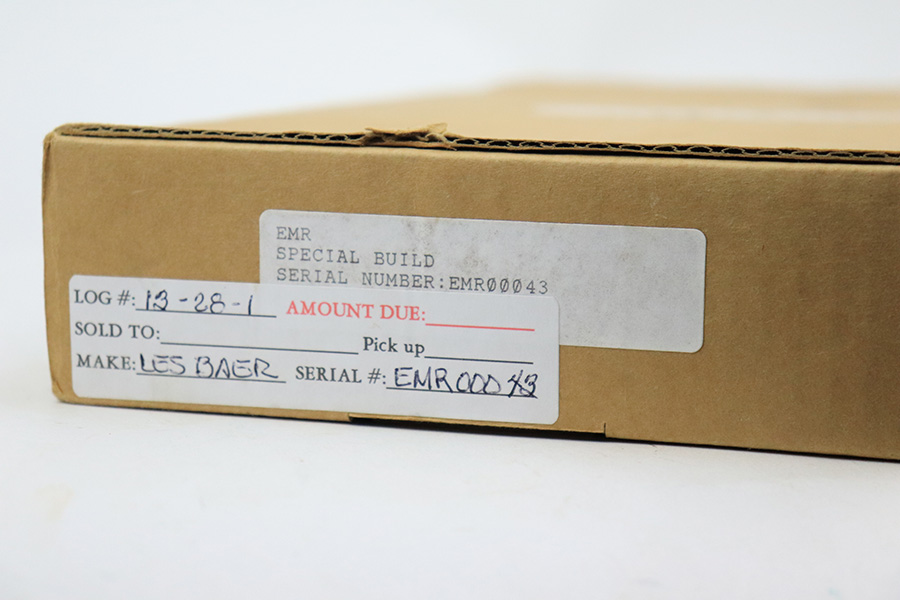 EMR
SPECIAL BUILD
SERIAL NUMBER:EMR00043
LOG #: 13-28-1 AMOUNT DUE:
SOLD TO: Pick up
MAKE: LES BAER SERIAL #: EMR00043